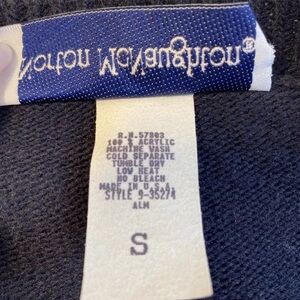 Norton McNaughton®
R.N.57803
100% ACRYLIC
MACHINE WASH
COLD SEPARATE
TUMBLE DRY
LOW HEAT
NO BLEACH
MADE IN U.S.A.
STYLE 9-35274
ALM
S